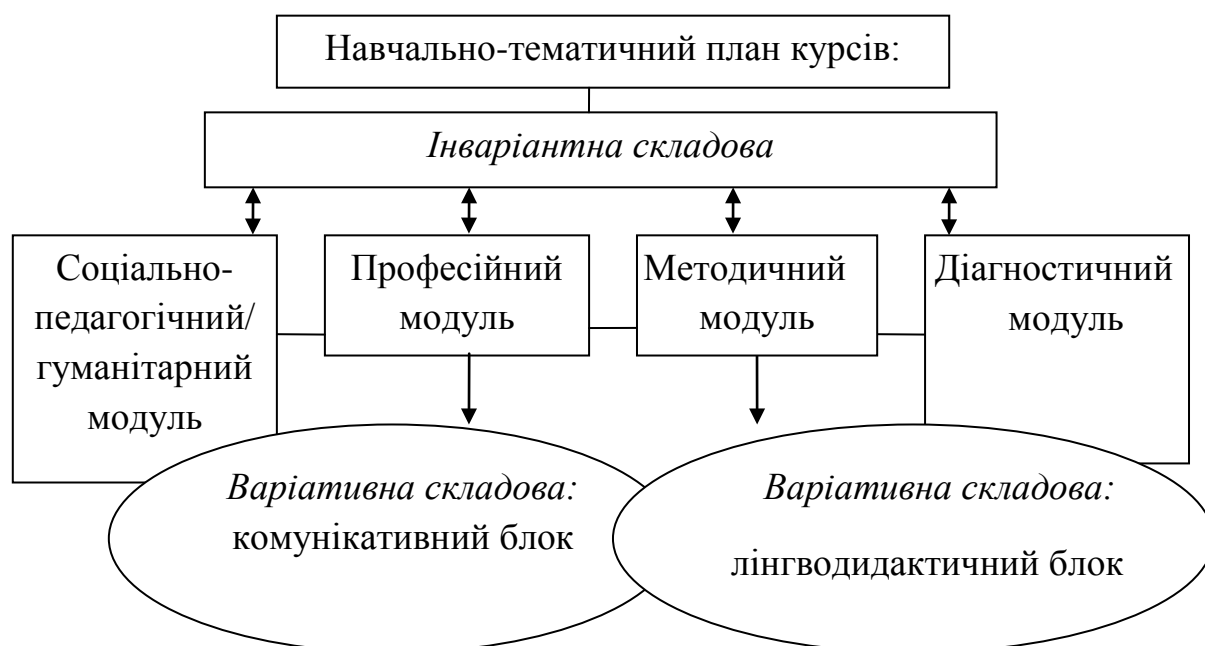 Навчально-тематичний план курсів:
Інваріантна складова
Соціально-
педагогічний/
гуманітарний
модуль
Професійний
модуль
Методичний
модуль
Діагностичний
модуль
Варіативна складова:
комунікативний блок
Варіативна складова:
лінгводидактичний блок